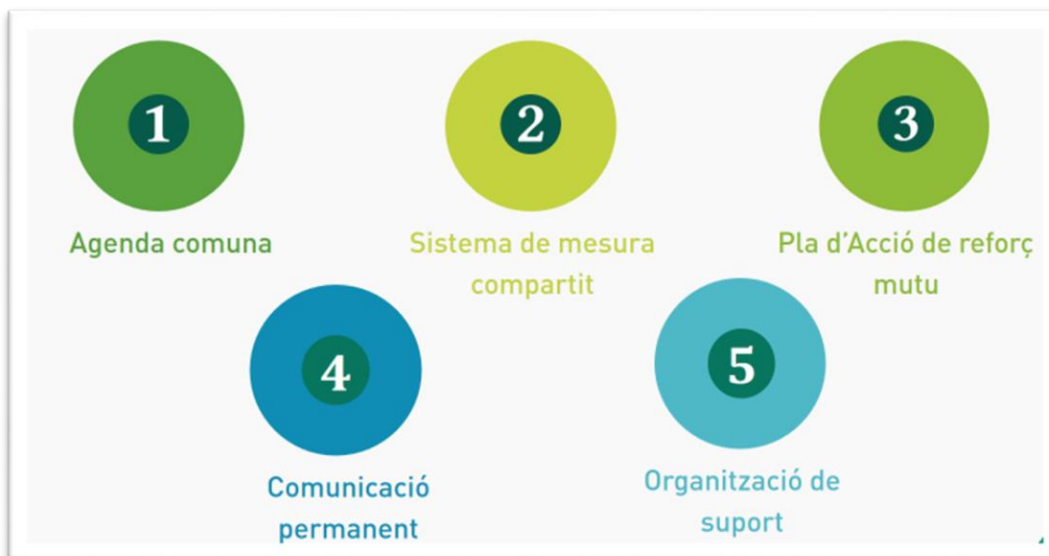 1
Agenda comuna
2
Sistema de mesura
compartit
3
Pla d'Acció de reforç
mutu
4
Comunicació
permanent
5
Organització de
suport